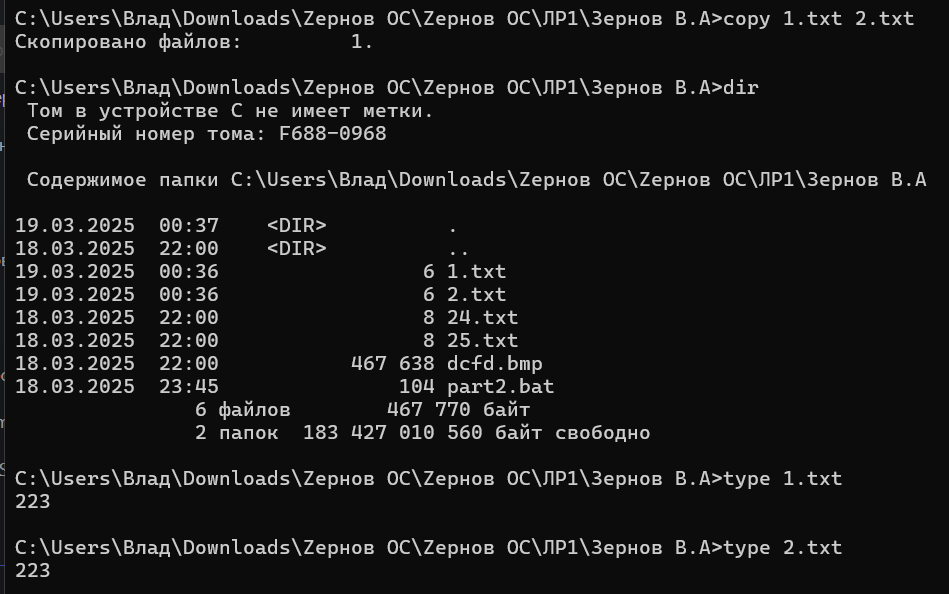 C:\Users\Влад\Downloads\Zернов ОС\Zернов ОС\ЛР1\Зернов В.А>copy 1.txt 2.txt
Скопировано файлов:         1.
C:\Users\Влад\Downloads\Zернов ОС\Zернов ОС\ЛР1\Зернов В.А>dir
 Том в устройстве C не имеет метки.
 Серийный номер тома: F688-0968
 Содержимое папки C:\Users\Влад\Downloads\Zернов ОС\Zернов ОС\ЛР1\Зернов В.А
19.03.2025  00:37    <DIR>          .
18.03.2025  22:00    <DIR>          ..
19.03.2025  00:36                 6 1.txt
19.03.2025  00:36                 6 2.txt
18.03.2025  22:00                 8 24.txt
18.03.2025  22:00                 8 25.txt
18.03.2025  22:00           467 638 dcfd.bmp
18.03.2025  23:45               104 part2.bat
               6 файлов        467 770 байт
               2 папок  183 427 010 560 байт свободно
C:\Users\Влад\Downloads\Zернов ОС\Zернов ОС\ЛР1\Зернов В.А>type 1.txt
223
C:\Users\Влад\Downloads\Zернов ОС\Zернов ОС\ЛР1\Зернов В.А>type 2.txt
223